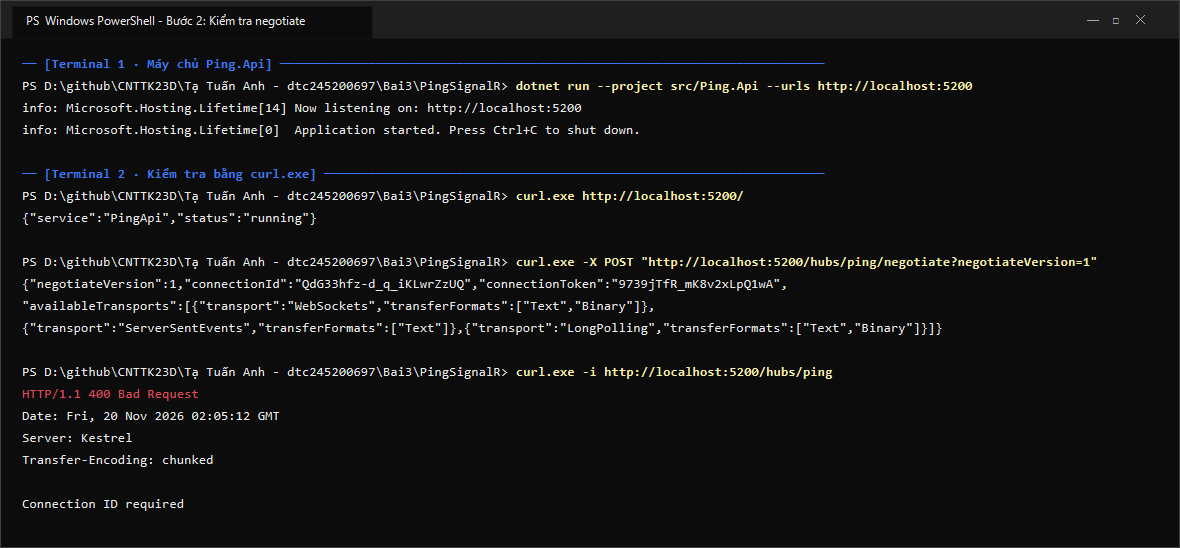 PS Windows PowerShell - Bước 2: Kiểm tra negotiate
── [Terminal 1 · Máy chủ Ping.Api] ──────────────────────────────
PS D:\github\CNTTK23D\Tạ Tuấn Anh - dtc245200697\Bai3\PingSignalR> dotnet run --project src/Ping.Api --urls http://localhost:5200
info: Microsoft.Hosting.Lifetime[14] Now listening on: http://localhost:5200
info: Microsoft.Hosting.Lifetime[0]  Application started. Press Ctrl+C to shut down.
── [Terminal 2 · Kiểm tra bằng curl.exe] ──────────────────────────────
PS D:\github\CNTTK23D\Tạ Tuấn Anh - dtc245200697\Bai3\PingSignalR> curl.exe http://localhost:5200/
{"service":"PingApi","status":"running"}
PS D:\github\CNTTK23D\Tạ Tuấn Anh - dtc245200697\Bai3\PingSignalR> curl.exe -X POST "http://localhost:5200/hubs/ping/negotiate?negotiateVersion=1"
{"negotiateVersion":1,"connectionId":"QdG33hfz-d_q_iKLwrZzUQ","connectionToken":"9739jTfR_mK8v2xLpQ1wA",
"availableTransports":[{"transport":"WebSockets","transferFormats":["Text","Binary"]},
{"transport":"ServerSentEvents","transferFormats":["Text"]},{"transport":"LongPolling","transferFormats":["Text","Binary"]}]}
PS D:\github\CNTTK23D\Tạ Tuấn Anh - dtc245200697\Bai3\PingSignalR> curl.exe -i http://localhost:5200/hubs/ping
HTTP/1.1 400 Bad Request
Date: Fri, 20 Nov 2026 02:05:12 GMT
Server: Kestrel
Transfer-Encoding: chunked
Connection ID required